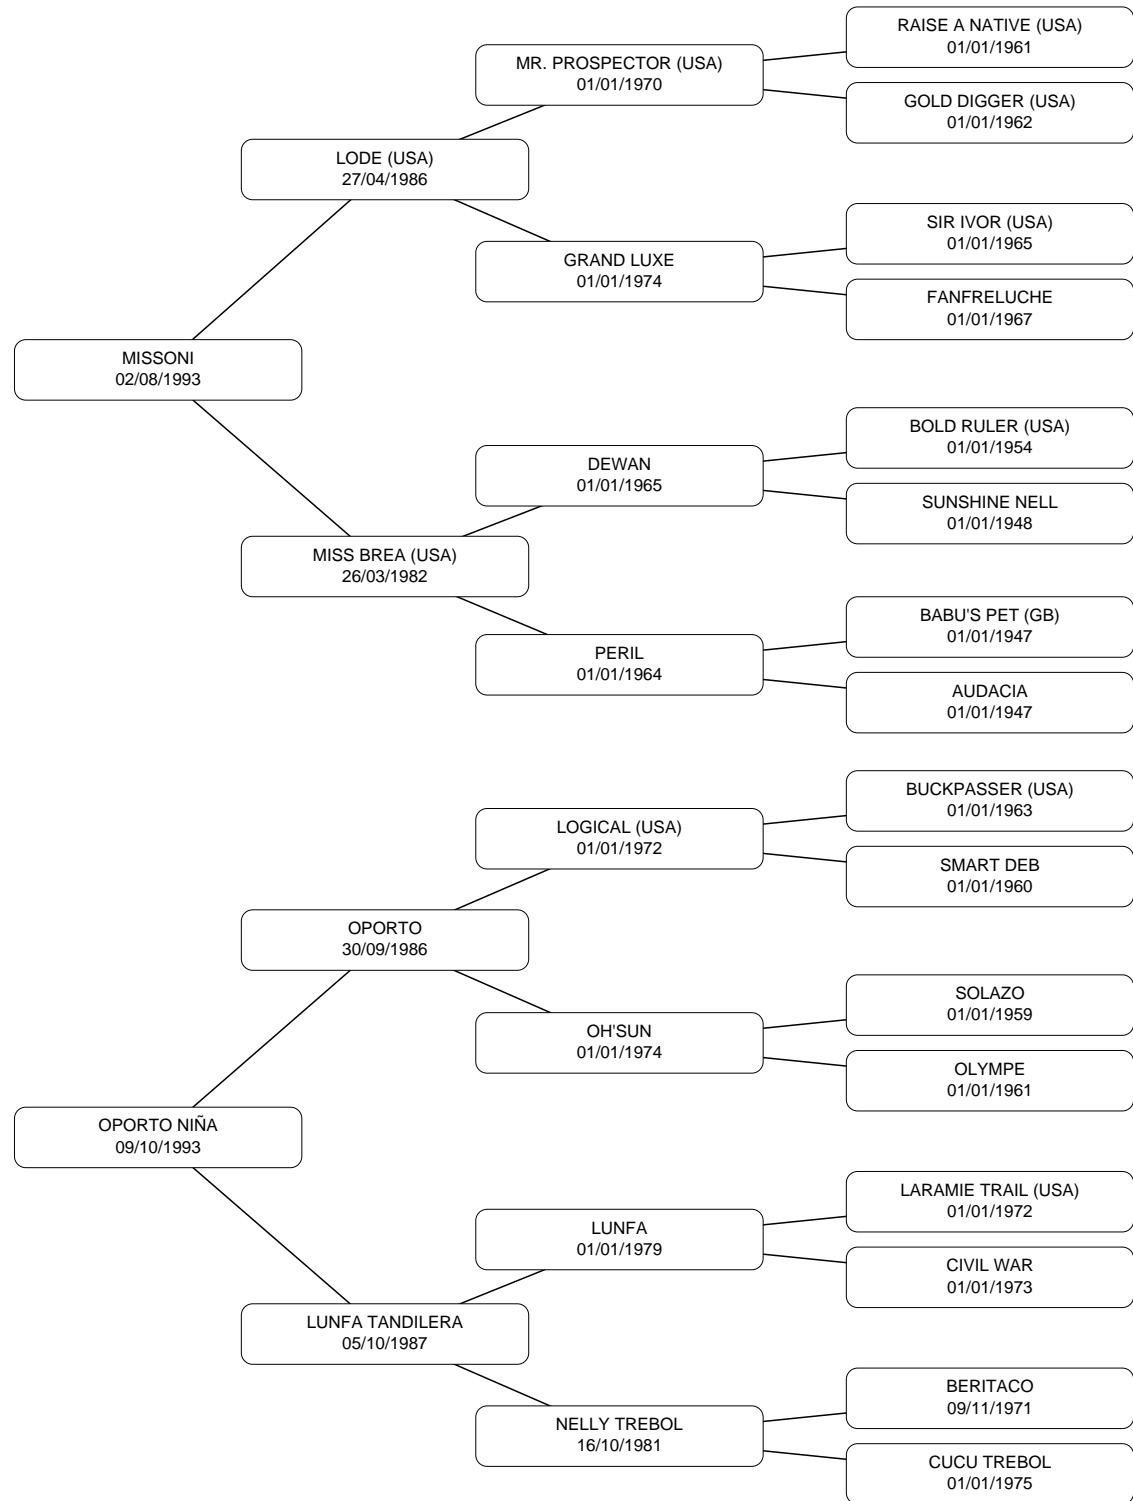 RAISE A NATIVE (USA)
01/01/1961
MR. PROSPECTOR (USA)
01/01/1970
GOLD DIGGER (USA)
01/01/1962
LODE (USA)
27/04/1986
SIR IVOR (USA)
01/01/1965
GRAND LUXE
01/01/1974
FANFRELUCHE
01/01/1967
MISSONI
02/08/1993
BOLD RULER (USA)
01/01/1954
DEWAN
01/01/1965
SUNSHINE NELL
01/01/1948
MISS BREA (USA)
26/03/1982
BABU'S PET (GB)
01/01/1947
PERIL
01/01/1964
AUDACIA
01/01/1947
BUCKPASSER (USA)
01/01/1963
LOGICAL (USA)
01/01/1972
SMART DEB
01/01/1960
OPORTO
30/09/1986
SOLAZO
01/01/1959
OH'SUN
01/01/1974
OLYMPE
01/01/1961
OPORTO NIÑA
09/10/1993
LARAMIE TRAIL (USA)
01/01/1972
LUNFA
01/01/1979
CIVIL WAR
01/01/1973
LUNFA TANDILERA
05/10/1987
BERITACO
09/11/1971
NELLY TREBOL
16/10/1981
CUCU TREBOL
01/01/1975